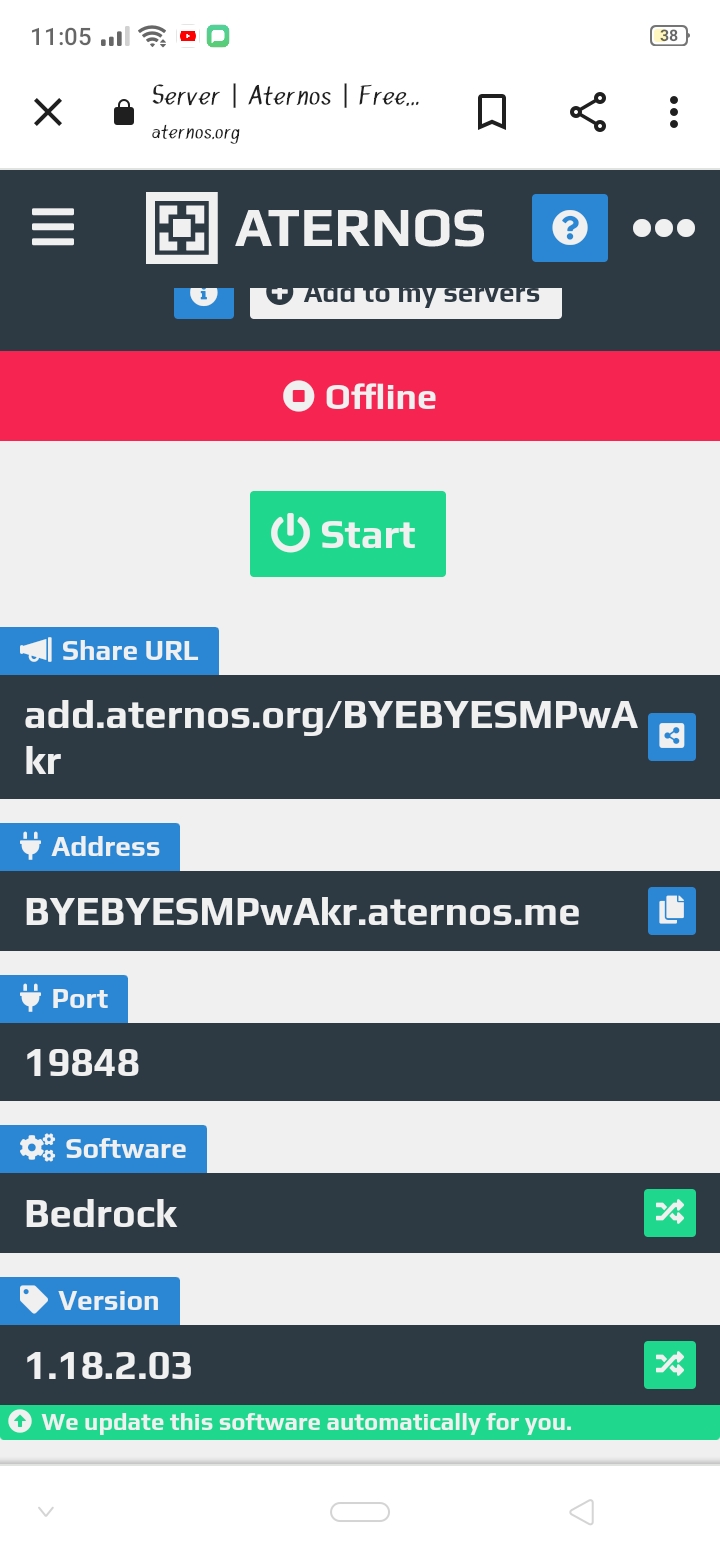 11:05
38
Server | Aternos | Free...
aternos.org
ATERNOS
Add to my servers
Offline
Start
Share URL
add.aternos.org/BYEBYESMPwA
kr
Address
BYEBYESMPwAkr.aternos.me
Port
19848
Software
Bedrock
Version
1.18.2.03
We update this software automatically for you.